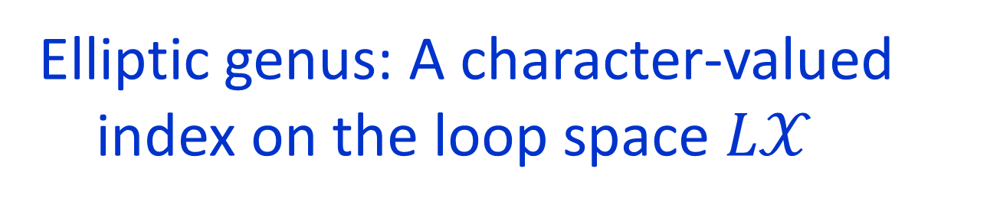 Elliptic genus: A character-valued
index on the loop space 𝐿𝒳